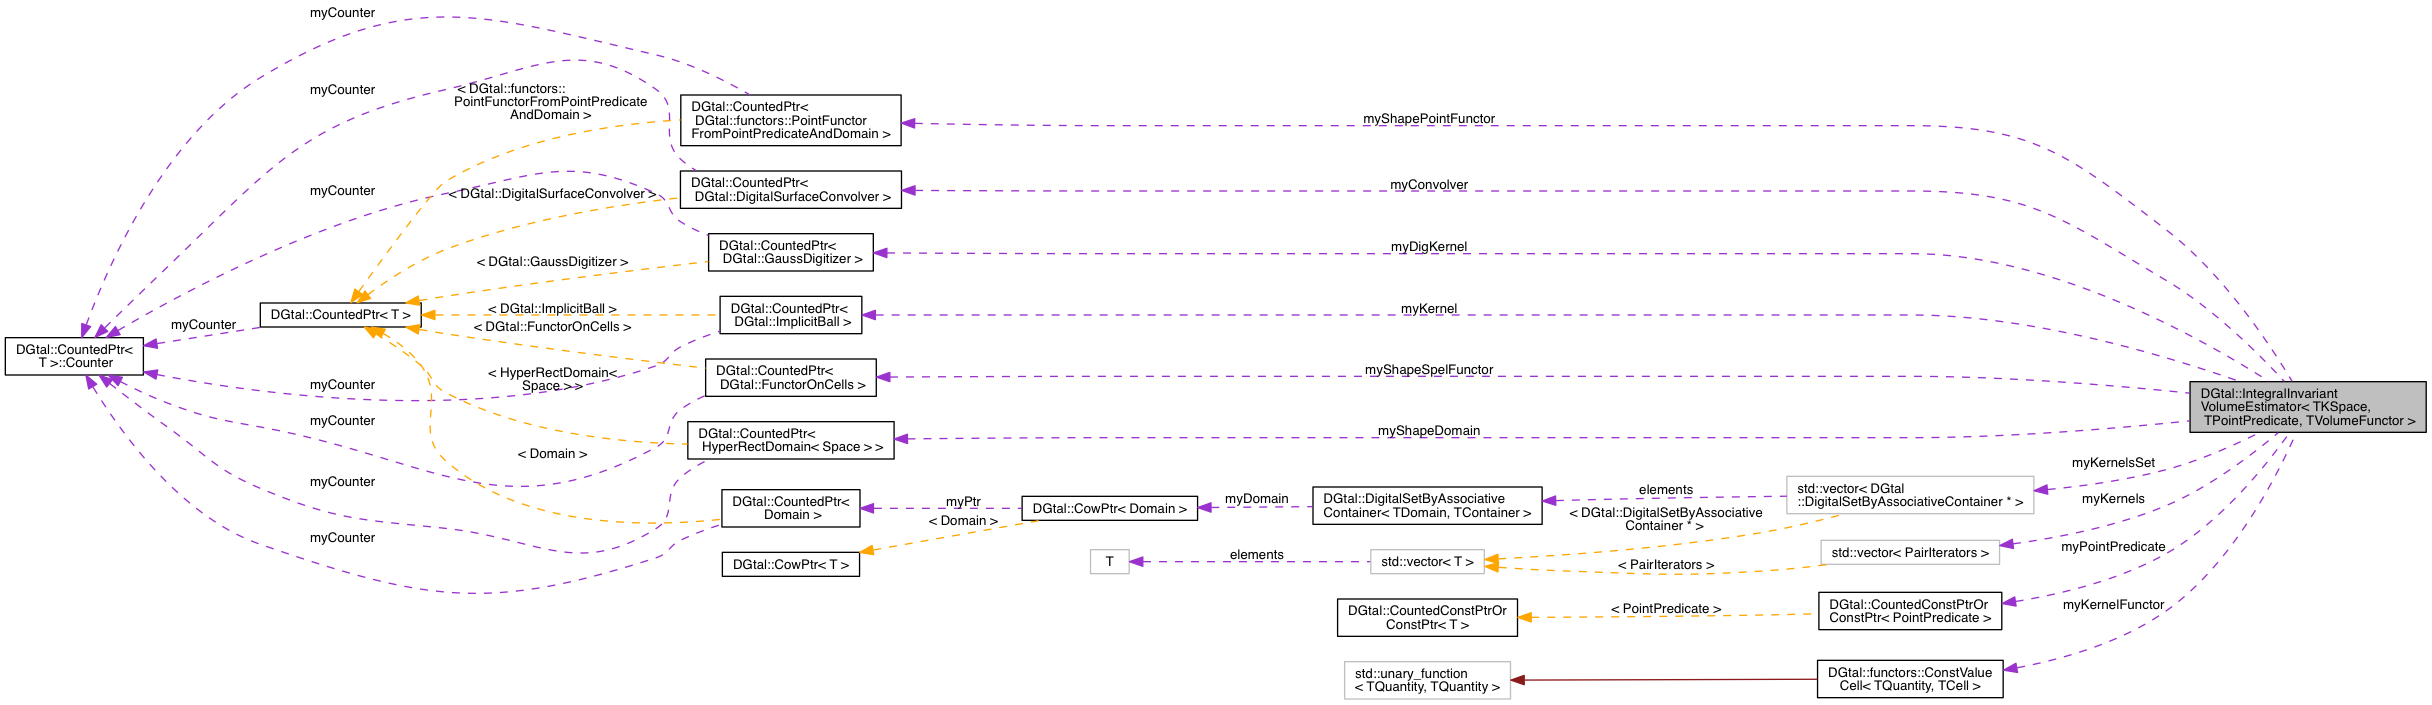 myCounter
myCounter
< DGtal::functors::
PointFunctorFromPointPredicate
AndDomain >
DGtal::CountedPtr<
DGtal::functors::PointFunctor
FromPointPredicateAndDomain >
myShapePointFunctor
myCounter
< DGtal::DigitalSurfaceConvolver >
DGtal::CountedPtr<
DGtal::DigitalSurfaceConvolver >
myConvolver
< DGtal::GaussDigitizer >
DGtal::CountedPtr<
DGtal::GaussDigitizer >
myDigKernel
myCounter
DGtal::CountedPtr< T >
< DGtal::ImplicitBall >
DGtal::CountedPtr<
DGtal::ImplicitBall >
myKernel
DGtal::CountedPtr<
T >::Counter
< DGtal::FunctorOnCells >
DGtal::CountedPtr<
DGtal::FunctorOnCells >
myShapeSpelFunctor
myCounter
< HyperRectDomain<
Space > >
DGtal::IntegralInvariant
VolumeEstimator< TKSpace,
TPointPredicate, TVolumeFunctor >
myCounter
DGtal::CountedPtr<
HyperRectDomain< Space > >
myShapeDomain
< Domain >
myCounter
DGtal::CountedPtr<
Domain >
myPtr
DGtal::CowPtr< Domain >
myDomain
DGtal::DigitalSetByAssociative
Container< TDomain, TContainer >
elements
std::vector< DGtal
::DigitalSetByAssociativeContainer * >
myKernelsSet
myKernels
< Domain >
< DGtal::DigitalSetByAssociative
Container * >
myCounter
DGtal::CowPtr< T >
T
elements
std::vector< T >
< PairIterators >
std::vector< PairIterators >
myPointPredicate
DGtal::CountedConstPtrOr
ConstPtr< T >
< PointPredicate >
DGtal::CountedConstPtrOr
ConstPtr< PointPredicate >
myKernelFunctor
std::unary_function
< TQuantity, TQuantity >
DGtal::functors::ConstValue
Cell< TQuantity, TCell >